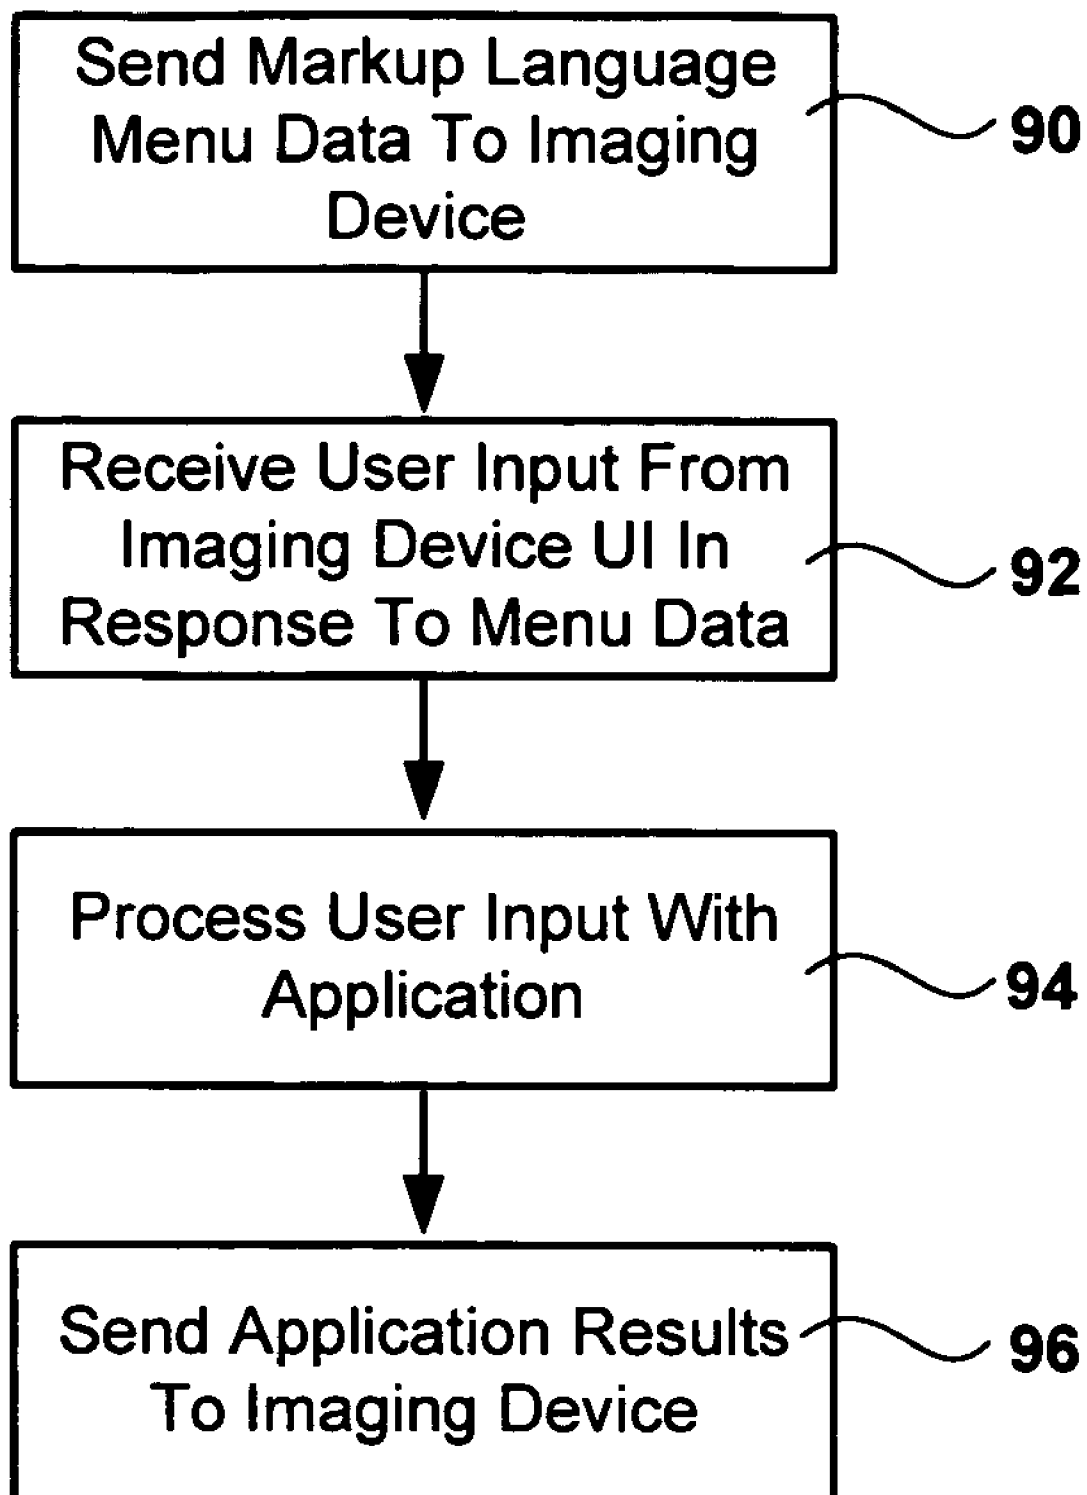 Send Markup Language
Menu Data To Imaging
Device
90
Receive User Input From
Imaging Device UI In
Response To Menu Data
92
Process User Input With
Application
94
Send Application Results
To Imaging Device
96